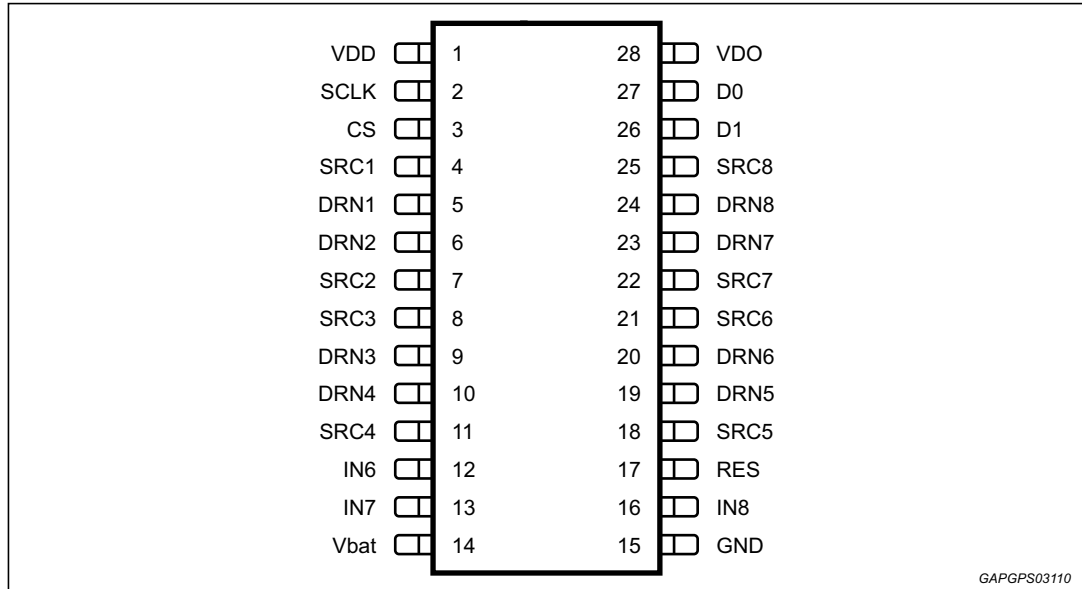 VDD 1 28 VDO
SCLK 2 27 D0
CS 3 26 D1
SRC1 4 25 SRC8
DRN1 5 24 DRN8
DRN2 6 23 DRN7
SRC2 7 22 SRC7
SRC3 8 21 SRC6
DRN3 9 20 DRN6
DRN4 10 19 DRN5
SRC4 11 18 SRC5
IN6 12 17 RES
IN7 13 16 IN8
Vbat 14 15 GND
GAPGPS03110